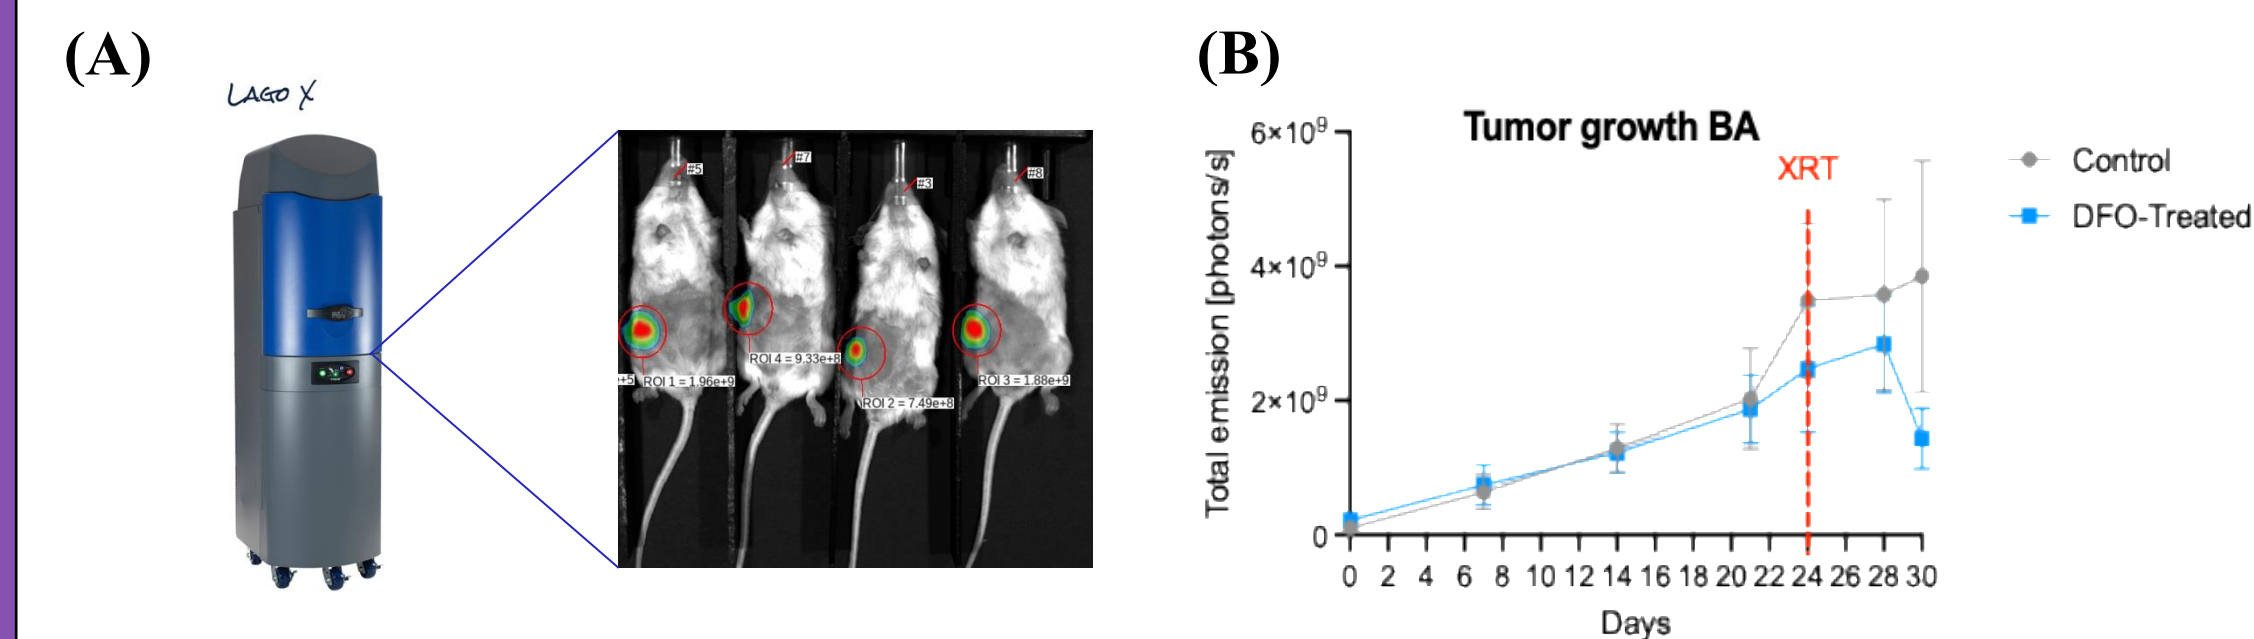 (A)
LAGO X
#5
#7
#3
#8
ROI 4 = 9.33e+8
e+5
ROI 1 = 1.96e+9
ROI 3 = 1.88e+9
ROI 2 = 7.49e+8
(B)
Tumor growth BA
XRT
Control
DFO-Treated
Total emission [photons/s]
6×10⁹
4×10⁹
2×10⁹
0
0 2 4 6 8 10 12 14 16 18 20 22 24 26 28 30
Days